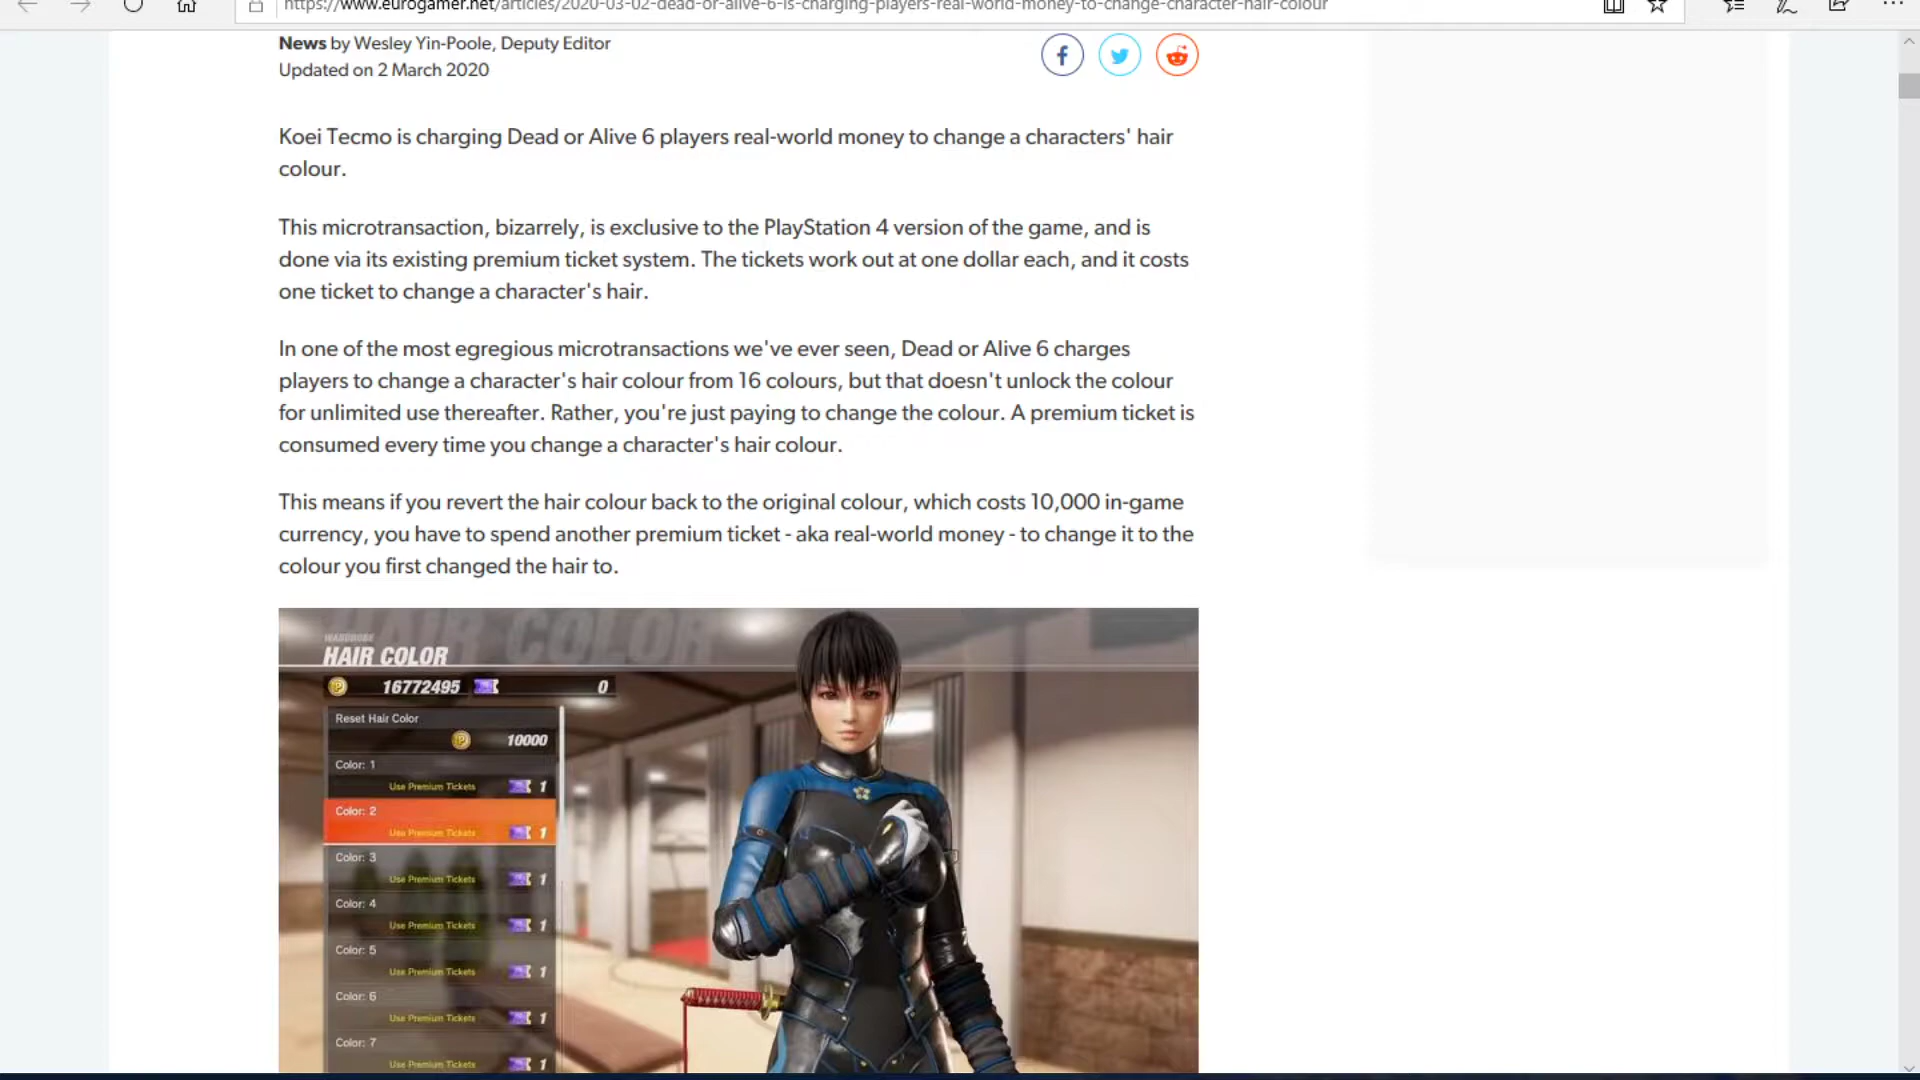 https://www.eurogamer.net/articles/2020-03-02-dead-or-alive-6-is-charging-players-real-world-money-to-change-character-hair-colour
News by Wesley Yin-Poole, Deputy Editor
Updated on 2 March 2020
Koei Tecmo is charging Dead or Alive 6 players real-world money to change a characters' hair
colour.
This microtransaction, bizarrely, is exclusive to the PlayStation 4 version of the game, and is
done via its existing premium ticket system. The tickets work out at one dollar each, and it costs
one ticket to change a character's hair.
In one of the most egregious microtransactions we've ever seen, Dead or Alive 6 charges
players to change a character's hair colour from 16 colours, but that doesn't unlock the colour
for unlimited use thereafter. Rather, you're just paying to change the colour. A premium ticket is
consumed every time you change a character's hair colour.
This means if you revert the hair colour back to the original colour, which costs 10,000 in-game
currency, you have to spend another premium ticket - aka real-world money - to change it to the
colour you first changed the hair to.
HAIR COLOR
WARDROBE
HAIR COLOR
16772495 0
Reset Hair Color
10000
Color: 1
Use Premium Tickets 1
Color: 2
Use Premium Tickets 1
Color: 3
Use Premium Tickets 1
Color: 4
Use Premium Tickets 1
Color: 5
Use Premium Tickets 1
Color: 6
Use Premium Tickets 1
Color: 7
Use Premium Tickets 1